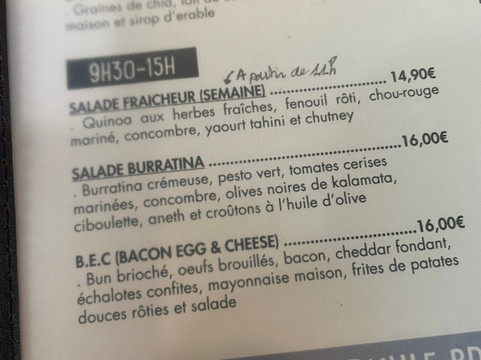 Graines de chia, lait
maison et sirop d'erable
9H30-15H
A partir de 11h
SALADE FRAICHEUR (SEMAINE) .......................... 14,90€
. Quinoa aux herbes fraîches, fenouil rôti, chou-rouge
mariné, concombre, yaourt tahini et chutney
SALADE BURRATINA ............................................16,00€
. Burratina crémeuse, pesto vert, tomates cerises
marinées, concombre, olives noires de kalamata,
ciboulette, aneth et croûtons à l'huile d'olive
B.E.C (BACON EGG & CHEESE) ..............................16,00€
. Bun brioché, oeufs brouillés, bacon, cheddar fondant,
échalotes confites, mayonnaise maison, frites de patates
douces rôties et salade